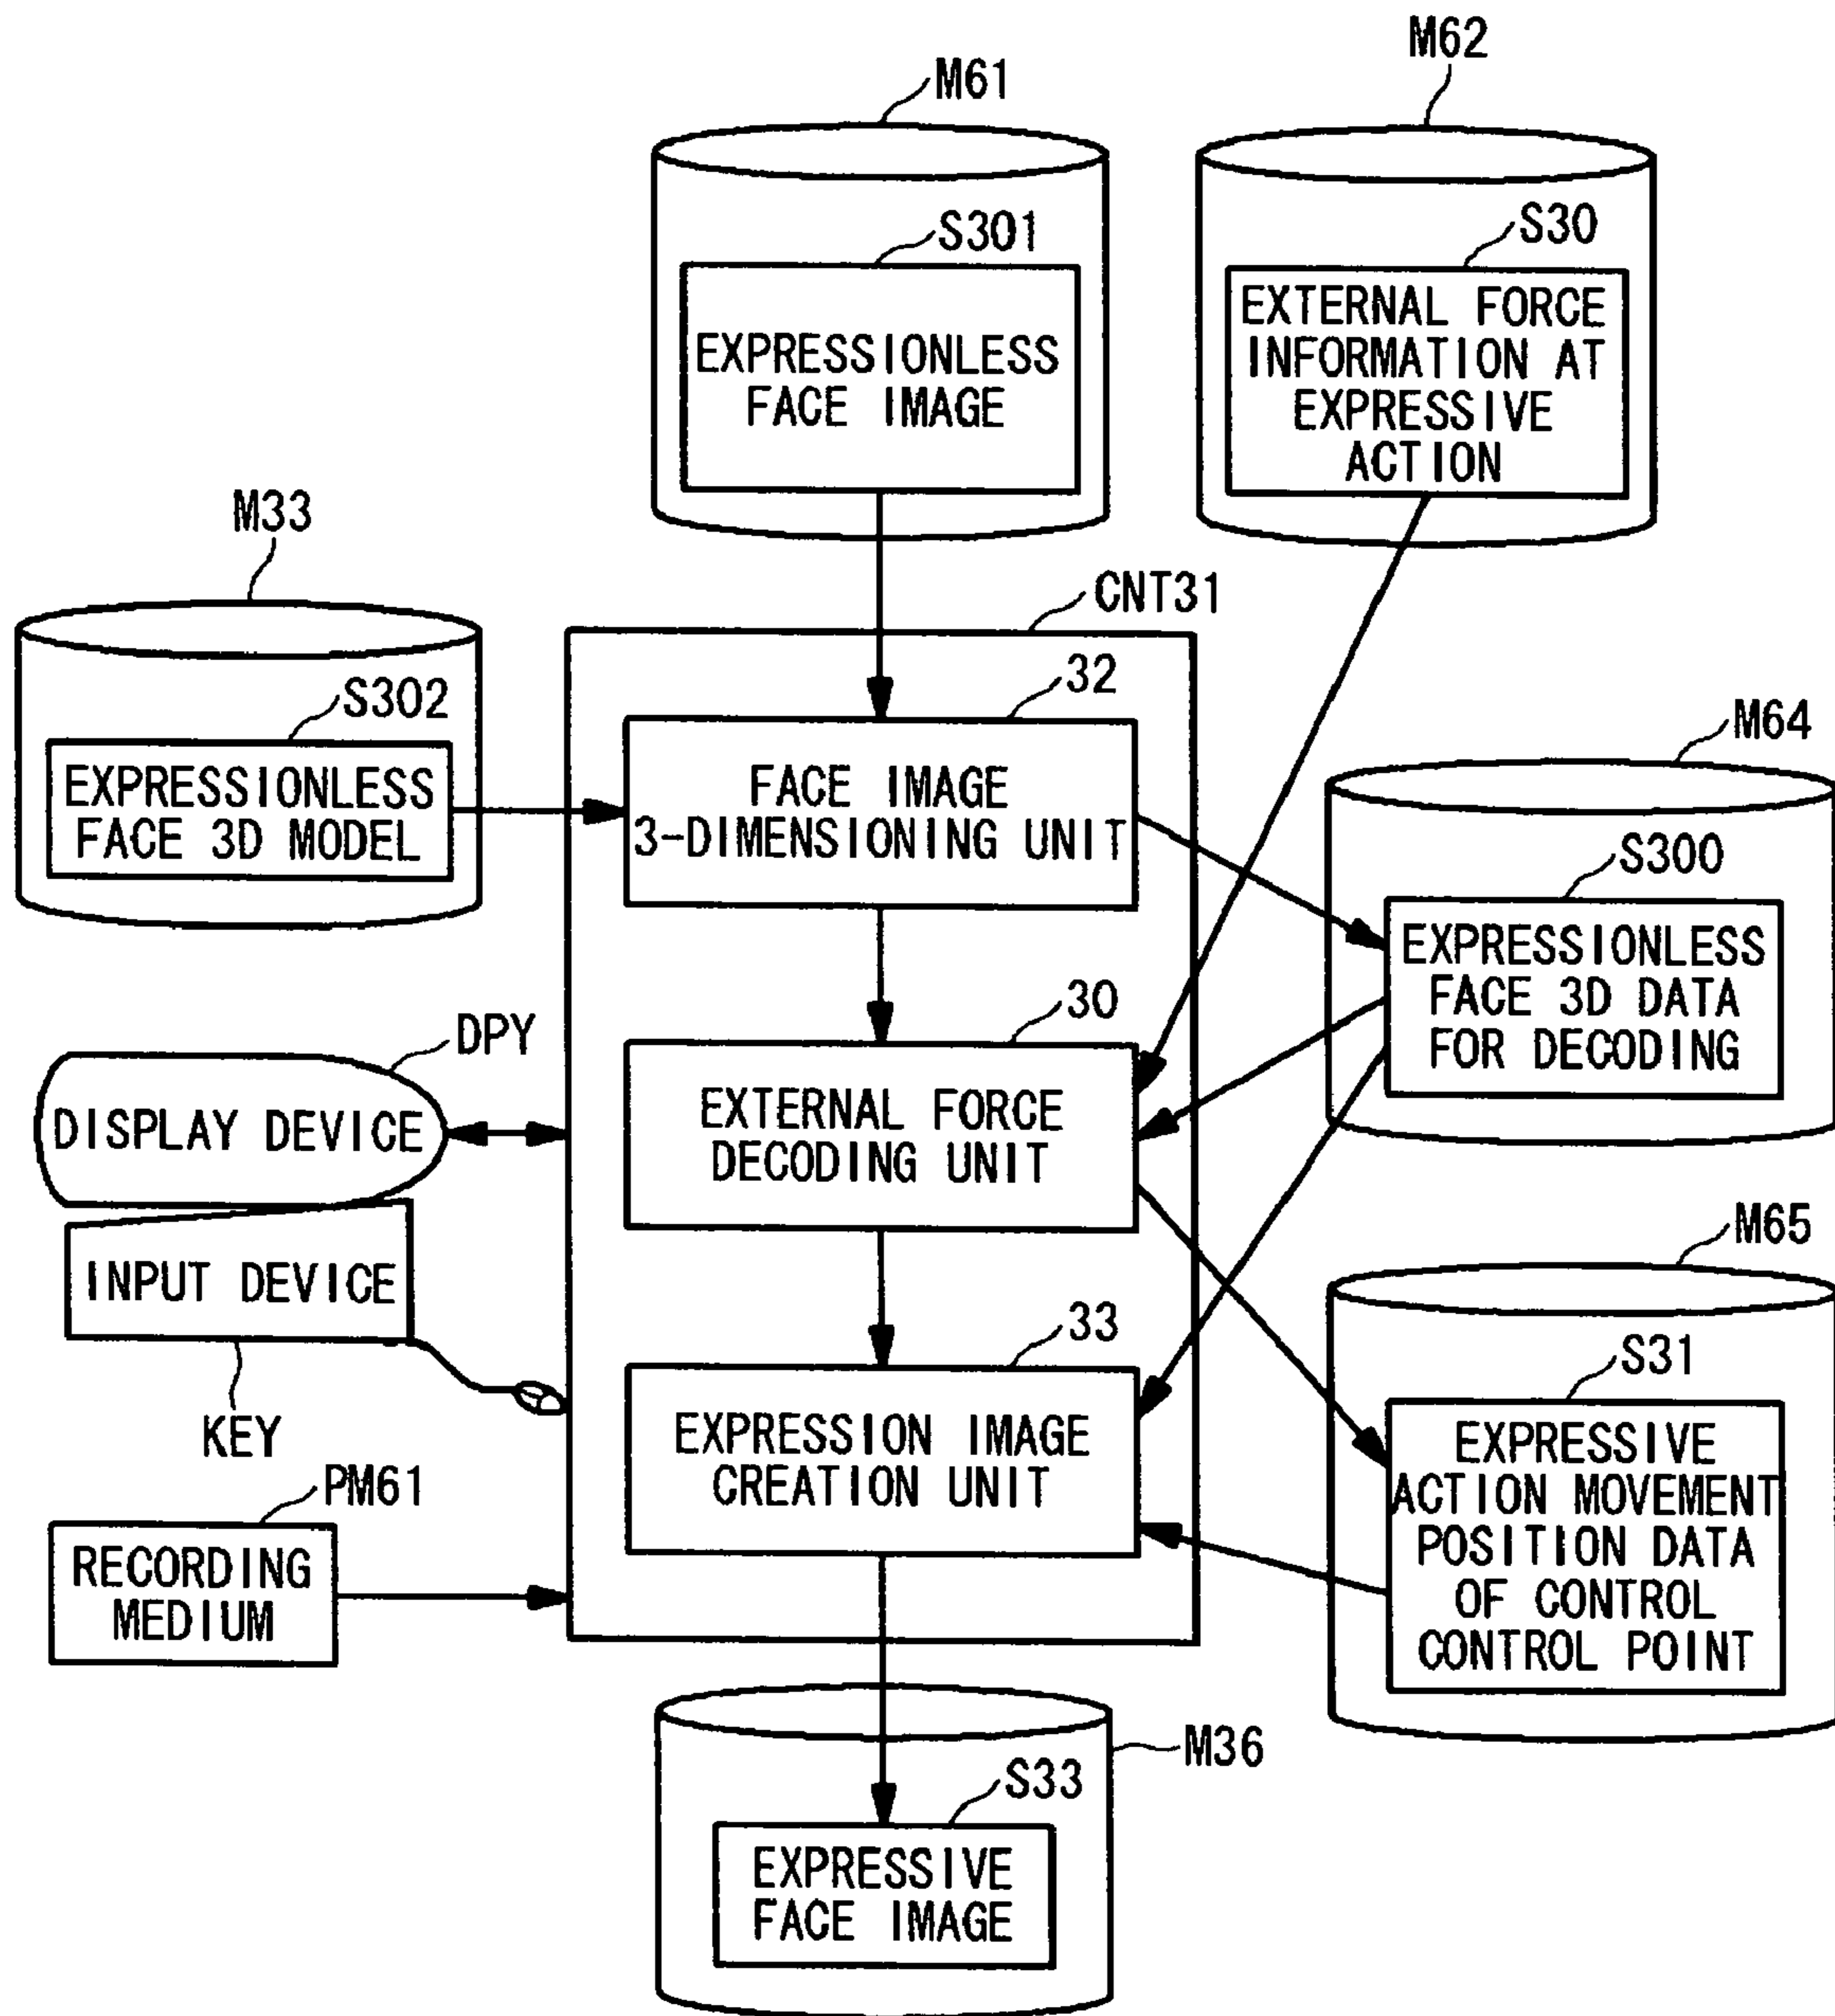 M62
M61
S301
S30
EXPRESSIONLESS
FACE IMAGE
EXTERNAL FORCE
INFORMATION AT
EXPRESSIVE
ACTION
M33
CNT31
S302
32
M64
EXPRESSIONLESS
FACE 3D MODEL
FACE IMAGE
3-DIMENSIONING UNIT
S300
EXPRESSIONLESS
FACE 3D DATA
FOR DECODING
DPY
30
DISPLAY DEVICE
EXTERNAL FORCE
DECODING UNIT
M65
INPUT DEVICE
33
S31
KEY
EXPRESSION IMAGE
CREATION UNIT
EXPRESSIVE
ACTION MOVEMENT
POSITION DATA
OF CONTROL
CONTROL POINT
PM61
RECORDING
MEDIUM
M36
S33
EXPRESSIVE
FACE IMAGE